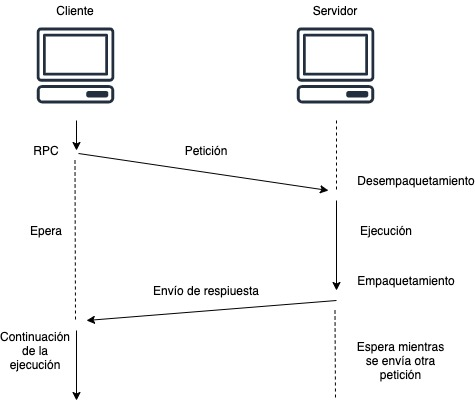 Cliente
Servidor
RPC
Petición
Desempaquetamiento
Epera
Ejecución
Empaquetamiento
Envío de respiuesta
Continuación
de la
ejecución
Espera mientras
se envía otra
petición